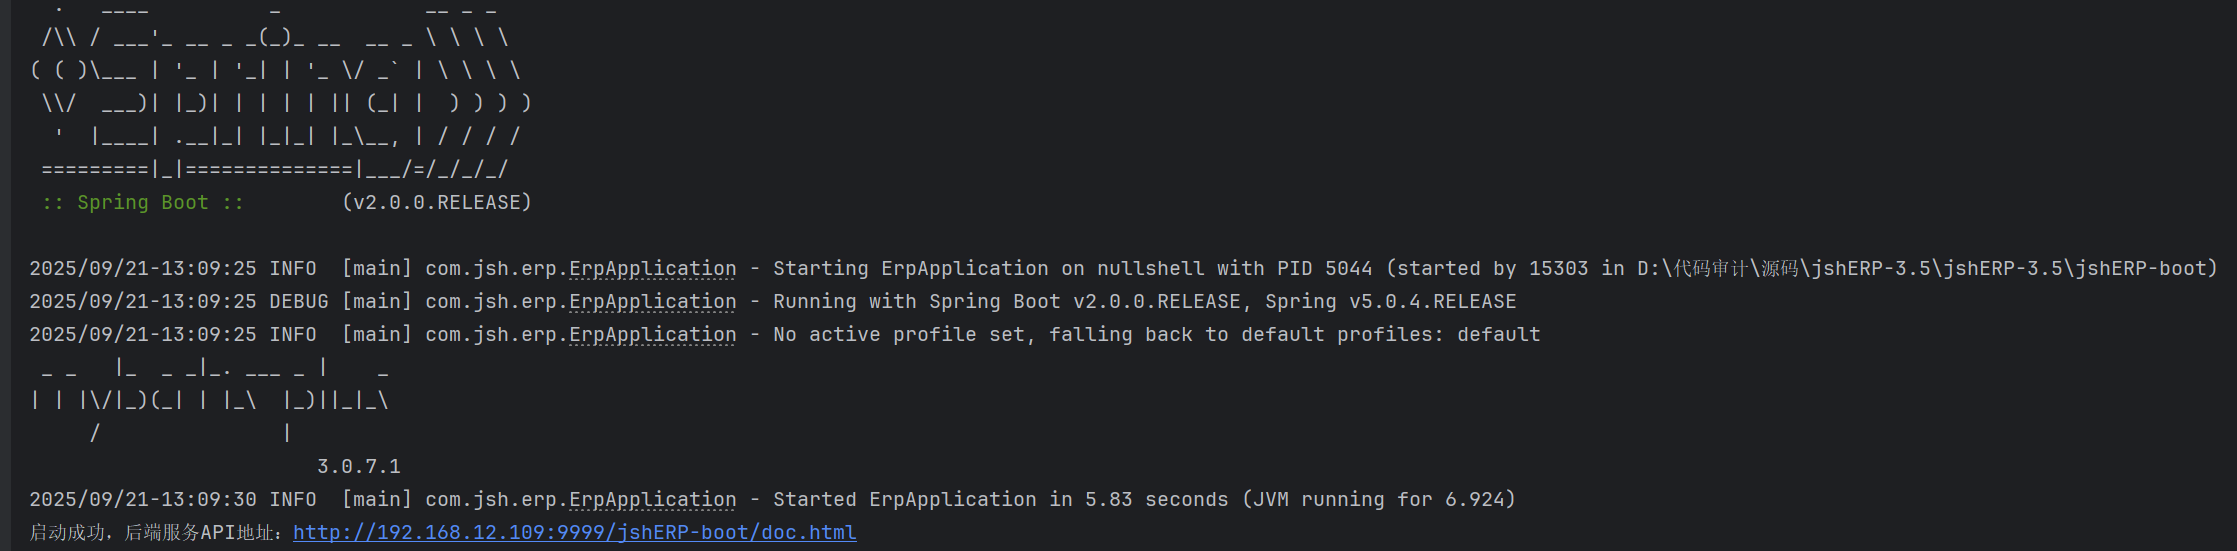 .   ____          _            __ _ _
 /\\ / ___'_ __ _ _(_)_ __  __ _ \ \ \ \
( ( )\___ | '_ | '_| | '_ \/ _` | \ \ \ \
 \\/  ___)| |_)| | | | | || (_| |  ) ) ) )
  '  |____| .__|_| |_|_| |_\__, | / / / /
 =========|_|==============|___/=/_/_/_/
 :: Spring Boot ::        (v2.0.0.RELEASE)
2025/09/21-13:09:25 INFO  [main] com.jsh.erp.ErpApplication - Starting ErpApplication on nullshell with PID 5044 (started by 15303 in D:\代码审计\源码\jshERP-3.5\jshERP-3.5\jshERP-boot)
2025/09/21-13:09:25 DEBUG [main] com.jsh.erp.ErpApplication - Running with Spring Boot v2.0.0.RELEASE, Spring v5.0.4.RELEASE
2025/09/21-13:09:25 INFO  [main] com.jsh.erp.ErpApplication - No active profile set, falling back to default profiles: default
 _ _   |_  _ _|_. ___ _ |    _
| | |\/|_)(_| | |_\  |_)||_|_\
     /               |
                        3.0.7.1
2025/09/21-13:09:30 INFO  [main] com.jsh.erp.ErpApplication - Started ErpApplication in 5.83 seconds (JVM running for 6.924)
启动成功，后端服务API地址：http://192.168.12.109:9999/jshERP-boot/doc.html